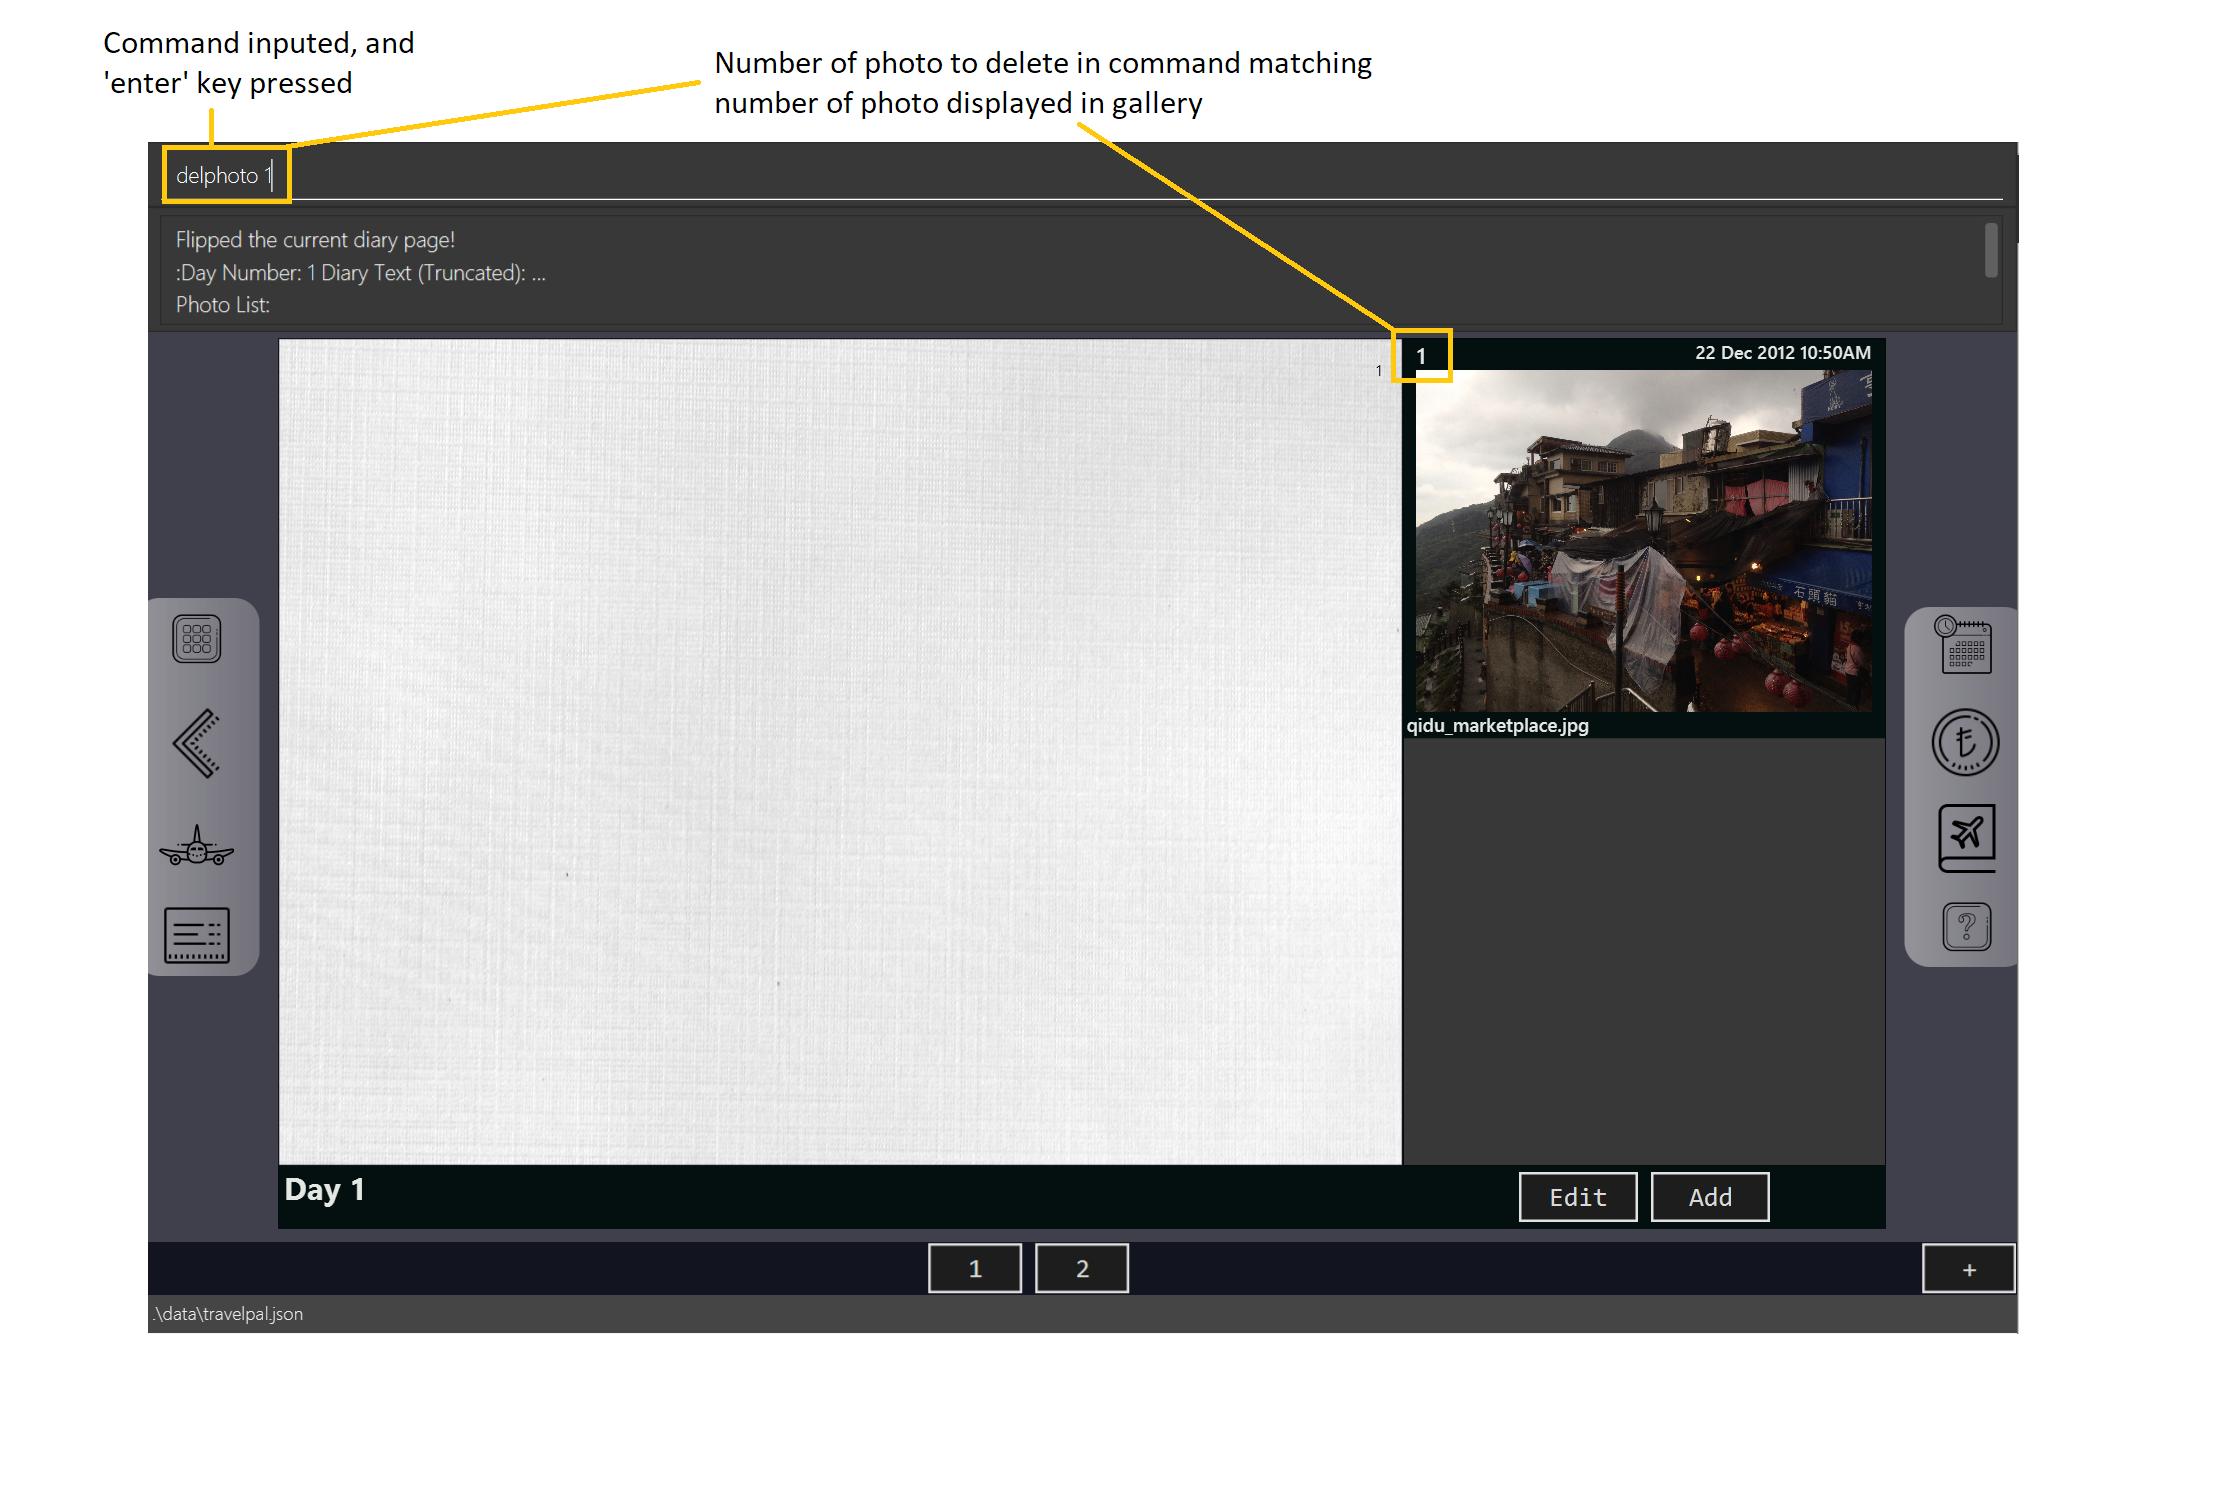 Command inputed, and
'enter' key pressed
Number of photo to delete in command matching
number of photo displayed in gallery
delphoto 1
Flipped the current diary page!
:Day Number: 1 Diary Text (Truncated): ...
Photo List:
1
1
22 Dec 2012 10:50AM
石頭貓
qidu_marketplace.jpg
?
Day 1
Edit
Add
1
2
+
.\data\travelpal.json